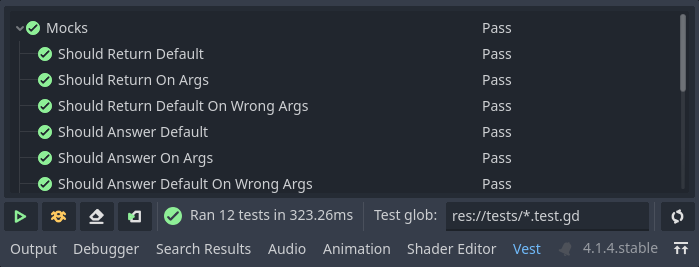 Mocks Pass
Should Return Default Pass
Should Return On Args Pass
Should Return Default On Wrong Args Pass
Should Answer Default Pass
Should Answer On Args Pass
Should Answer Default On Wrong Args Pass
Ran 12 tests in 323.26ms Test glob: res://tests/*.test.gd
Output Debugger Search Results Audio Animation Shader Editor Vest 4.1.4.stable